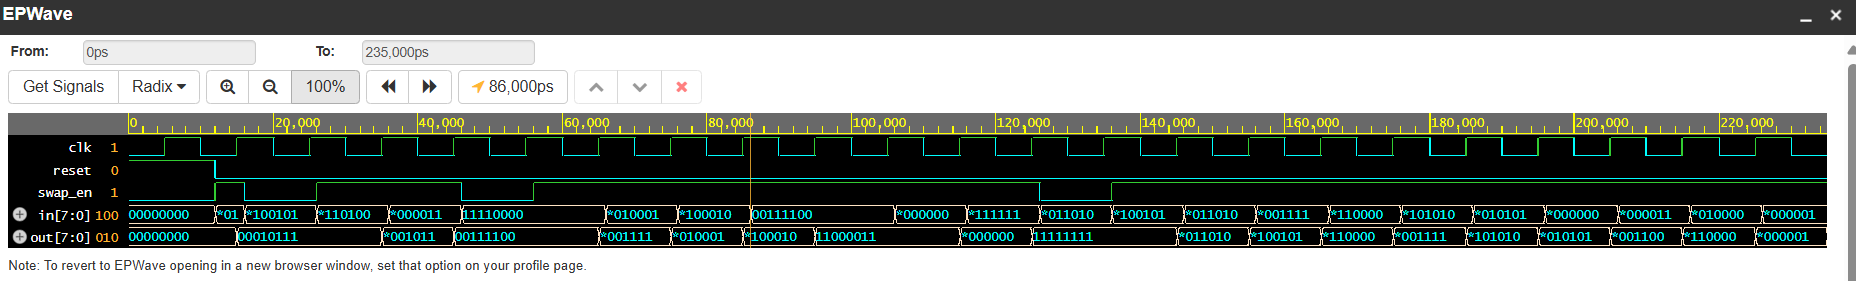 EPWave
From: 0ps To: 235,000ps
Get Signals Radix 100% 86,000ps
0 20,000 40,000 60,000 80,000 100,000 120,000 140,000 160,000 180,000 200,000 220,000
clk 1
reset 0
swap_en 1
in[7:0] 100 00000000 *01 *100101 *110100 *000011 11110000 *010001 *100010 00111100 *000000 *111111 *011010 *100101 *011010 *001111 *110000 *101010 *010101 *000000 *000011 *010000 *000001
out[7:0] 010 00000000 00010111 *001011 00111100 *001111 *010001 *100010 11000011 *000000 11111111 *011010 *100101 *110000 *001111 *101010 *010101 *001100 *110000 *000001
Note: To revert to EPWave opening in a new browser window, set that option on your profile page.